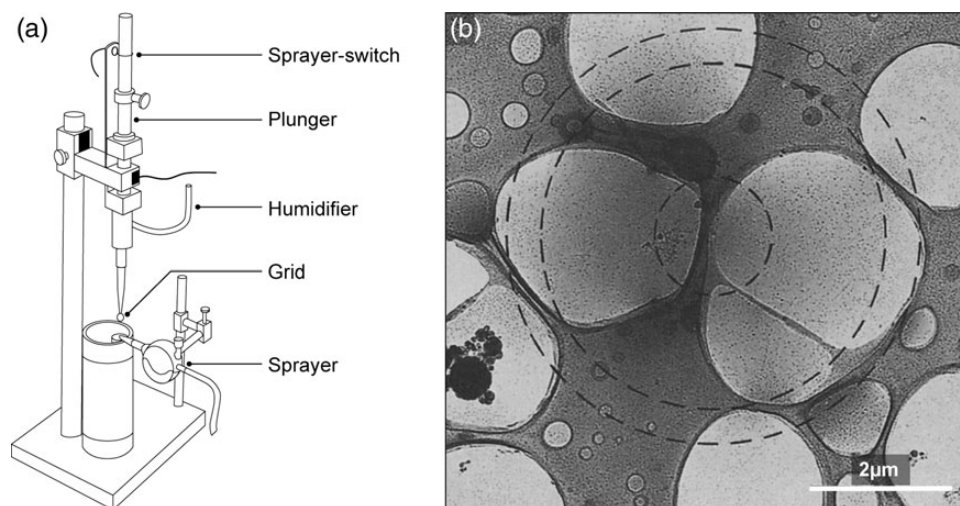 (a)
Sprayer-switch
Plunger
Humidifier
Grid
Sprayer
(b)
2μm